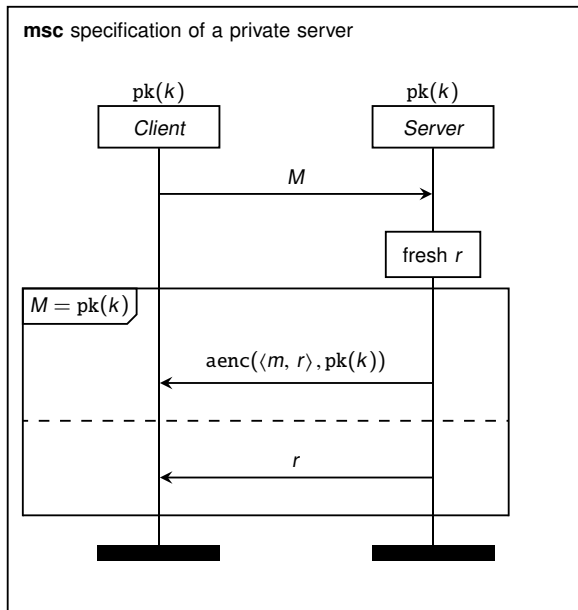 msc specification of a private server
pk(k) pk(k)
Client Server
M
fresh r
M = pk(k)
aenc(⟨m, r⟩, pk(k))
r